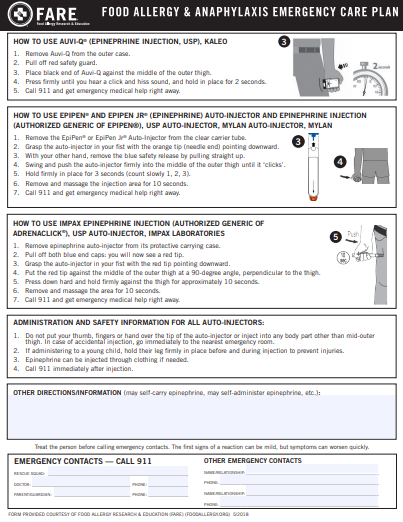 FARE
Food Allergy Research & Education
FOOD ALLERGY & ANAPHYLAXIS EMERGENCY CARE PLAN
HOW TO USE AUVI-Q® (EPINEPHRINE INJECTION, USP), KALEO
1. Remove Auvi-Q from the outer case.
2. Pull off red safety guard.
3. Place black end of Auvi-Q against the middle of the outer thigh.
4. Press firmly until you hear a click and hiss sound, and hold in place for 2 seconds.
5. Call 911 and get emergency medical help right away.
3
HOW TO USE EPIPEN® AND EPIPEN JR® (EPINEPHRINE) AUTO-INJECTOR AND EPINEPHRINE INJECTION
(AUTHORIZED GENERIC OF EPIPEN®), USP AUTO-INJECTOR, MYLAN AUTO-INJECTOR, MYLAN
1. Remove the EpiPen® or EpiPen Jr® Auto-Injector from the clear carrier tube.
2. Grasp the auto-injector in your fist with the orange tip (needle end) pointing downward.
3. With your other hand, remove the blue safety release by pulling straight up.
4. Swing and push the auto-injector firmly into the middle of the outer thigh until it 'clicks'.
5. Hold firmly in place for 3 seconds (count slowly 1, 2, 3).
6. Remove and massage the injection area for 10 seconds.
7. Call 911 and get emergency medical help right away.
3
4
HOW TO USE IMPAX EPINEPHRINE INJECTION (AUTHORIZED GENERIC OF
ADRENACLICK®), USP AUTO-INJECTOR, IMPAX LABORATORIES
1. Remove epinephrine auto-injector from its protective carrying case.
2. Pull off both blue end caps: you will now see a red tip.
3. Grasp the auto-injector in your fist with the red tip pointing downward.
4. Put the red tip against the middle of the outer thigh at a 90-degree angle, perpendicular to the thigh.
5. Press down hard and hold firmly against the thigh for approximately 10 seconds.
6. Remove and massage the area for 10 seconds.
7. Call 911 and get emergency medical help right away.
5
Push
10
SEC
ADMINISTRATION AND SAFETY INFORMATION FOR ALL AUTO-INJECTORS:
1. Do not put your thumb, fingers or hand over the tip of the auto-injector or inject into any body part other than mid-outer
thigh. In case of accidental injection, go immediately to the nearest emergency room.
2. If administering to a young child, hold their leg firmly in place before and during injection to prevent injuries.
3. Epinephrine can be injected through clothing if needed.
4. Call 911 immediately after injection.
OTHER DIRECTIONS/INFORMATION (may self-carry epinephrine, may self-administer epinephrine, etc.):
Treat the person before calling emergency contacts. The first signs of a reaction can be mild, but symptoms can worsen quickly.
EMERGENCY CONTACTS — CALL 911
RESCUE SQUAD:
DOCTOR: PHONE:
PARENT/GUARDIAN: PHONE:
OTHER EMERGENCY CONTACTS
NAME/RELATIONSHIP:
PHONE:
NAME/RELATIONSHIP:
PHONE:
FORM PROVIDED COURTESY OF FOOD ALLERGY RESEARCH & EDUCATION (FARE) (FOODALLERGY.ORG) 5/2018